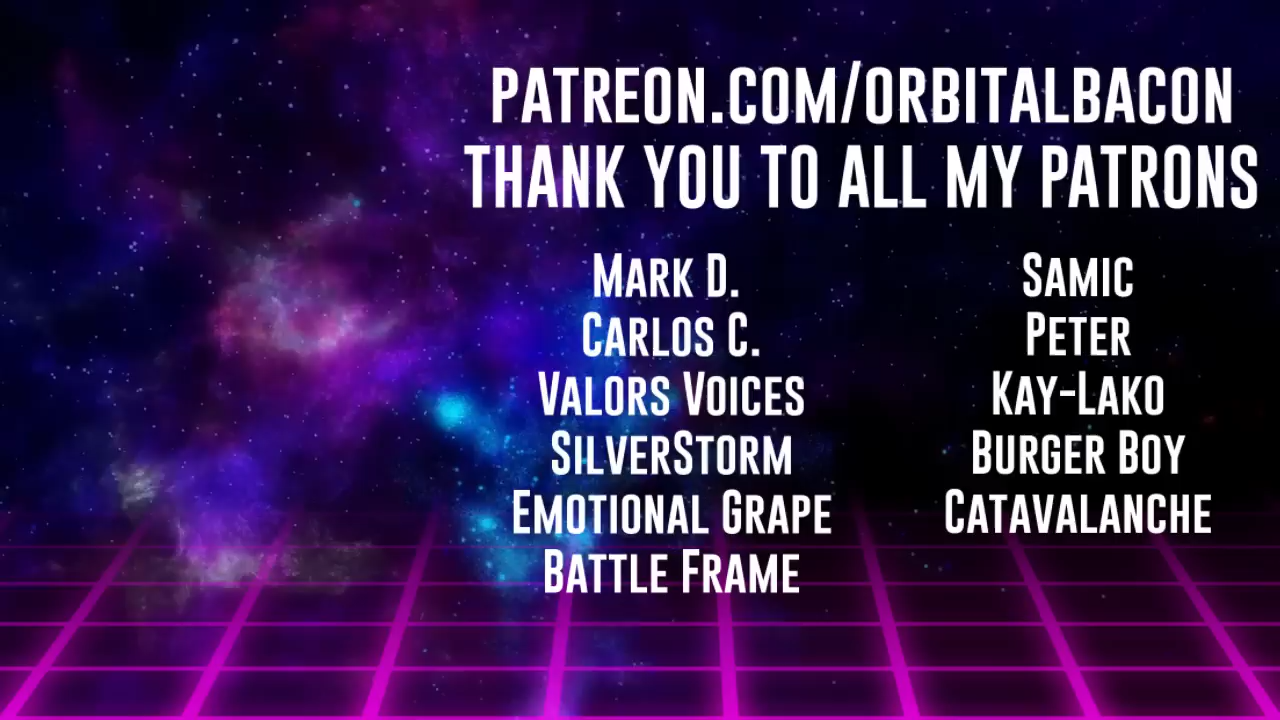 PATREON.COM/ORBITALBACON
THANK YOU TO ALL MY PATRONS
MARK D.
CARLOS C.
VALORS VOICES
SILVERSTORM
EMOTIONAL GRAPE
BATTLE FRAME
SAMIC
PETER
KAY-LAKO
BURGER BOY
CATAVALANCHE